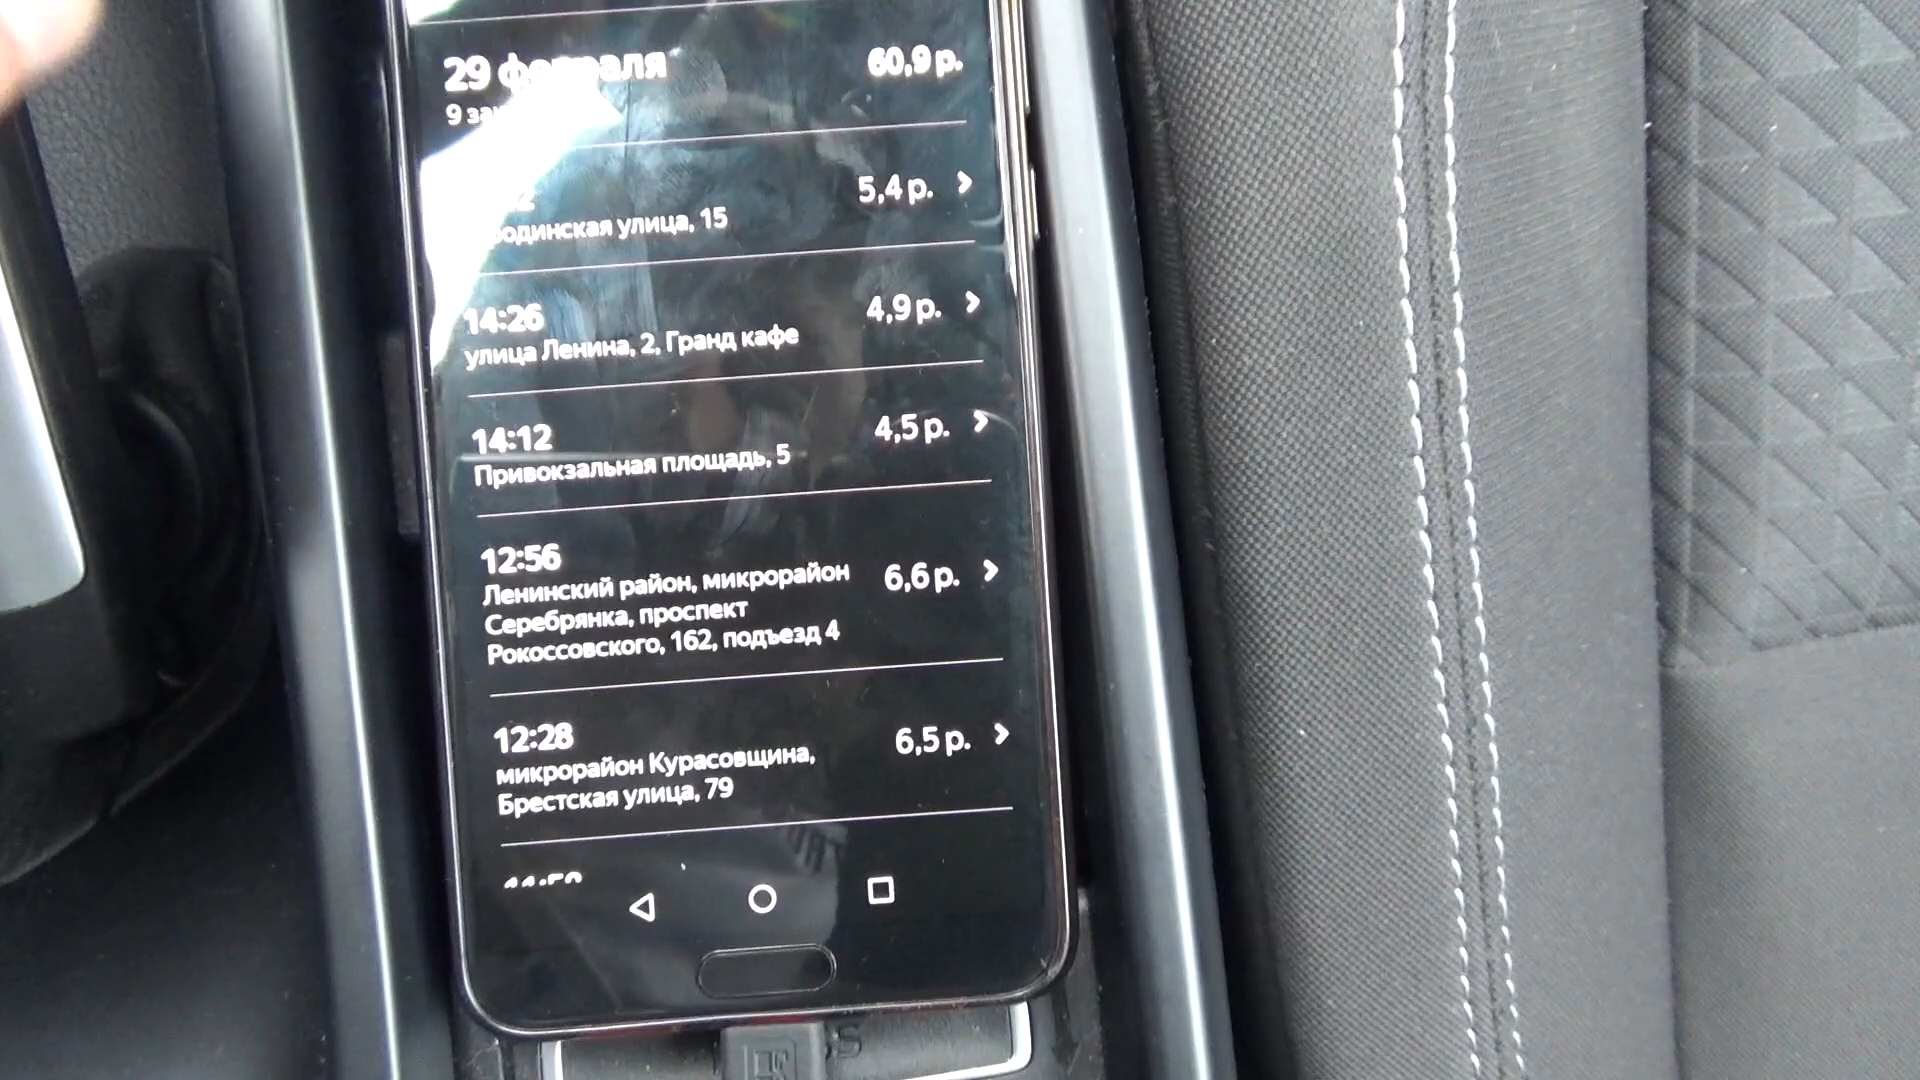 29
60,9 р.
9
5,4 р.
улица, 15
14:26
4,9 р.
улица Ленина, 2, Гранд кафе
14:12
4,5 р.
Привокзальная площадь, 5
12:56
Ленинский район, микрорайон
6,6 р.
Серебрянка, проспект
Рокоссовского, 162, подъезд 4
12:28
6,5 р.
микрорайон Курасовщина,
Брестская улица, 79